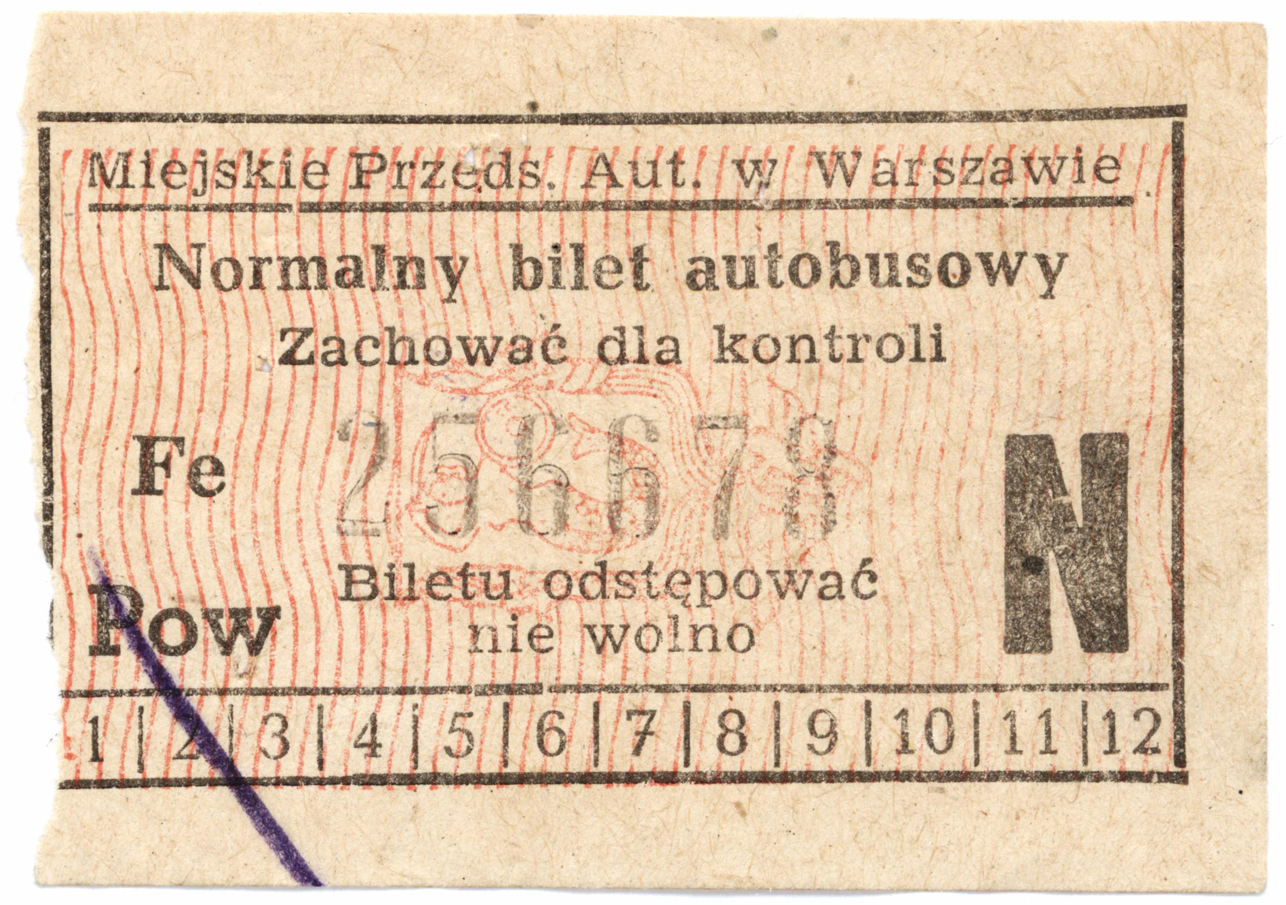 Miejskie Przeds. Aut. w Warszawie
Normalny bilet autobusowy
Zachować dla kontroli
Fe 256678 N
Pow Biletu odstępować
nie wolno
1 | 2 | 3 | 4 | 5 | 6 | 7 | 8 | 9 | 10 | 11 | 12